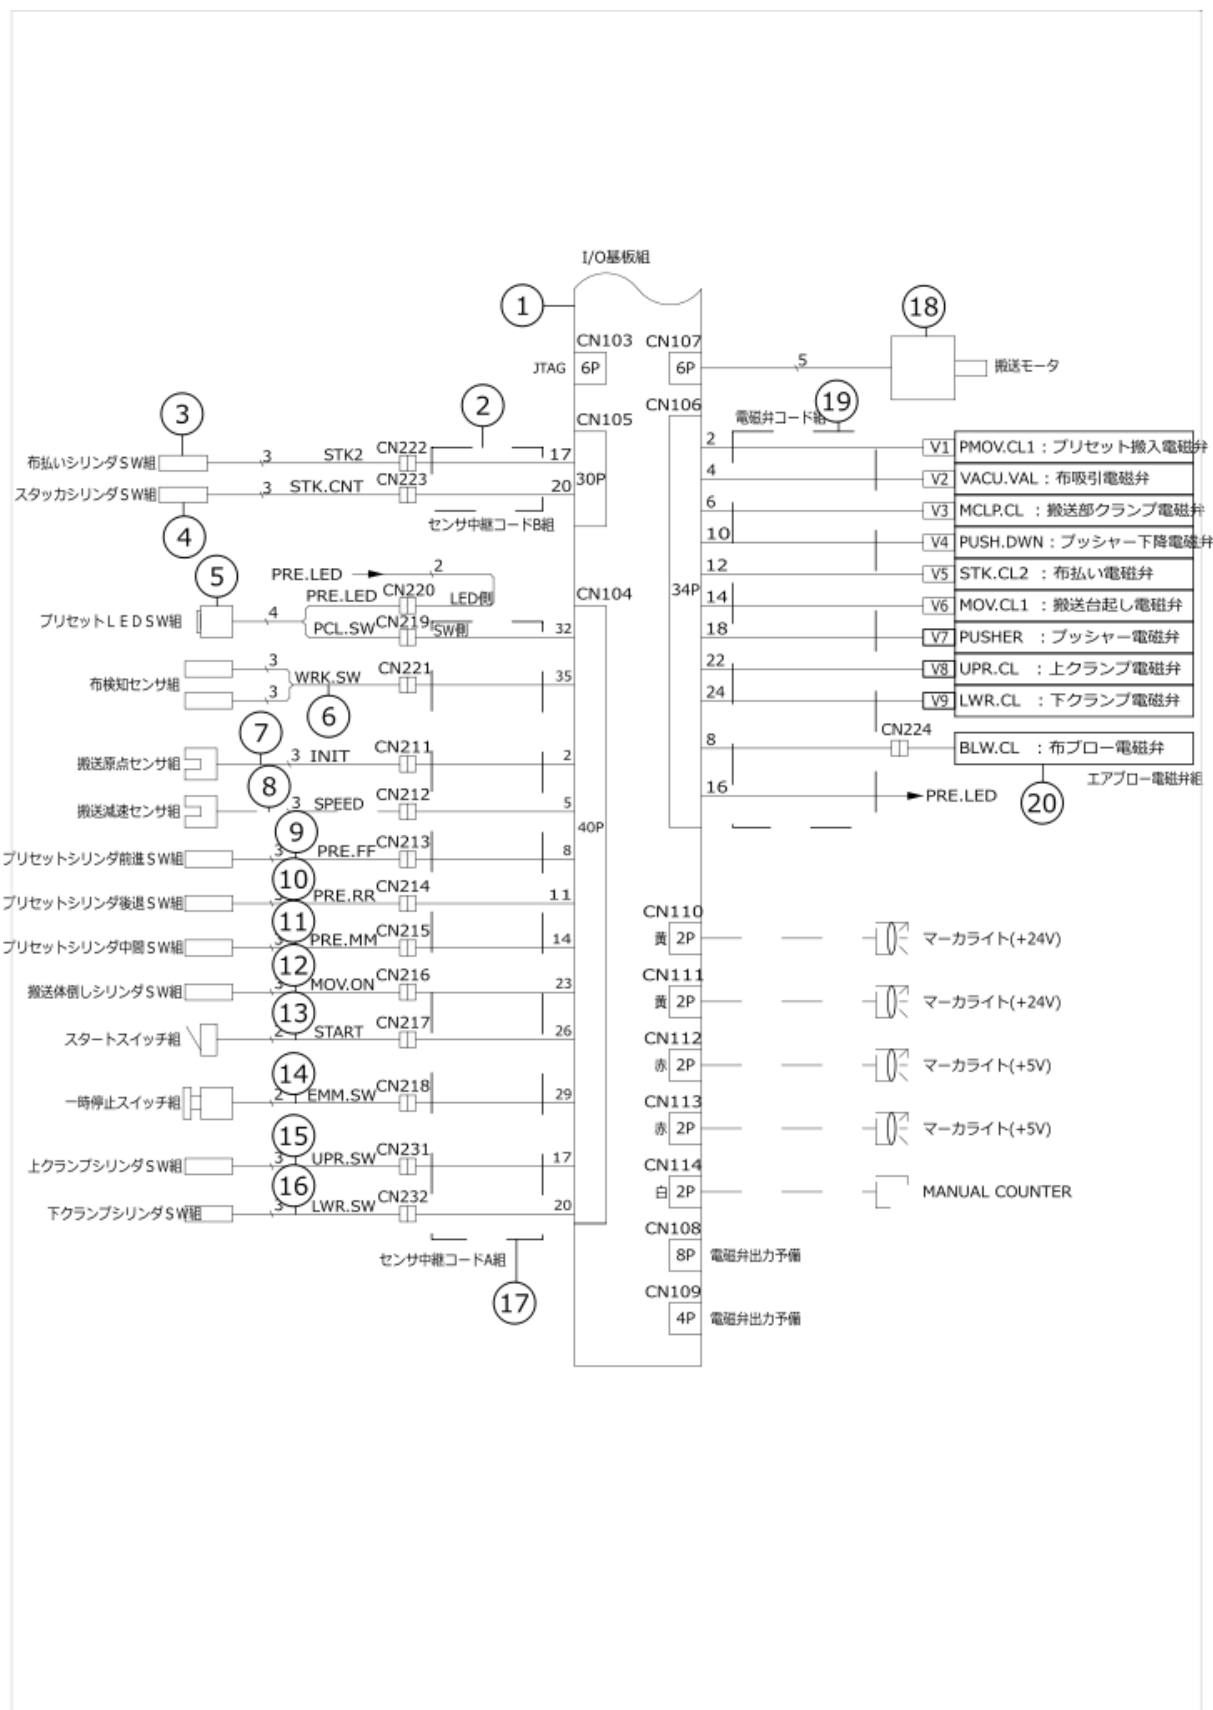 I/O基板組
1
18
CN103
CN107
JTAG
6P
6P
5
搬送モータ
3
2
CN105
CN106
電磁弁コード組
19
布払いシリンダSW組
3
STK2
CN222
17
スタッカシリンダSW組
3
STK.CNT
CN223
20
30P
センサ中継コードB組
4
2
V1
PMOV.CL1：プリセット搬入電磁弁
4
V2
VACU.VAL：布吸引電磁弁
6
V3
MCLP.CL ：搬送部クランプ電磁弁
10
V4
PUSH.DWN：プッシャー下降電磁弁
12
V5
STK.CL2 ：布払い電磁弁
34P
14
V6
MOV.CL1 ：搬送台起し電磁弁
18
V7
PUSHER ：プッシャー電磁弁
22
V8
UPR.CL ：上クランプ電磁弁
24
V9
LWR.CL ：下クランプ電磁弁
CN224
8
BLW.CL ：布ブロー電磁弁
エアブロー電磁弁組
16
PRE.LED
20
5
PRE.LED
2
PRE.LED
CN220
LED側
CN104
プリセットLEDSW組
4
PCL.SW
CN219
SW側
32
布検知センサ組
3
3
WRK.SW
CN221
35
6
7
搬送原点センサ組
3
INIT
CN211
2
8
搬送減速センサ組
3
SPEED
CN212
5
40P
9
プリセットシリンダ前進SW組
3
PRE.FF
CN213
8
10
プリセットシリンダ後退SW組
3
PRE.RR
CN214
11
11
プリセットシリンダ中間SW組
3
PRE.MM
CN215
14
12
搬送体倒しシリンダSW組
3
MOV.ON
CN216
23
13
スタートスイッチ組
2
START
CN217
26
14
一時停止スイッチ組
2
EMM.SW
CN218
29
15
上クランプシリンダSW組
3
UPR.SW
CN231
17
16
下クランプシリンダSW組
3
LWR.SW
CN232
20
センサ中継コードA組
17
CN110
黄
2P
マーカライト(+24V)
CN111
黄
2P
マーカライト(+24V)
CN112
赤
2P
マーカライト(+5V)
CN113
赤
2P
マーカライト(+5V)
CN114
白
2P
MANUAL COUNTER
CN108
8P
電磁弁出力予備
CN109
4P
電磁弁出力予備